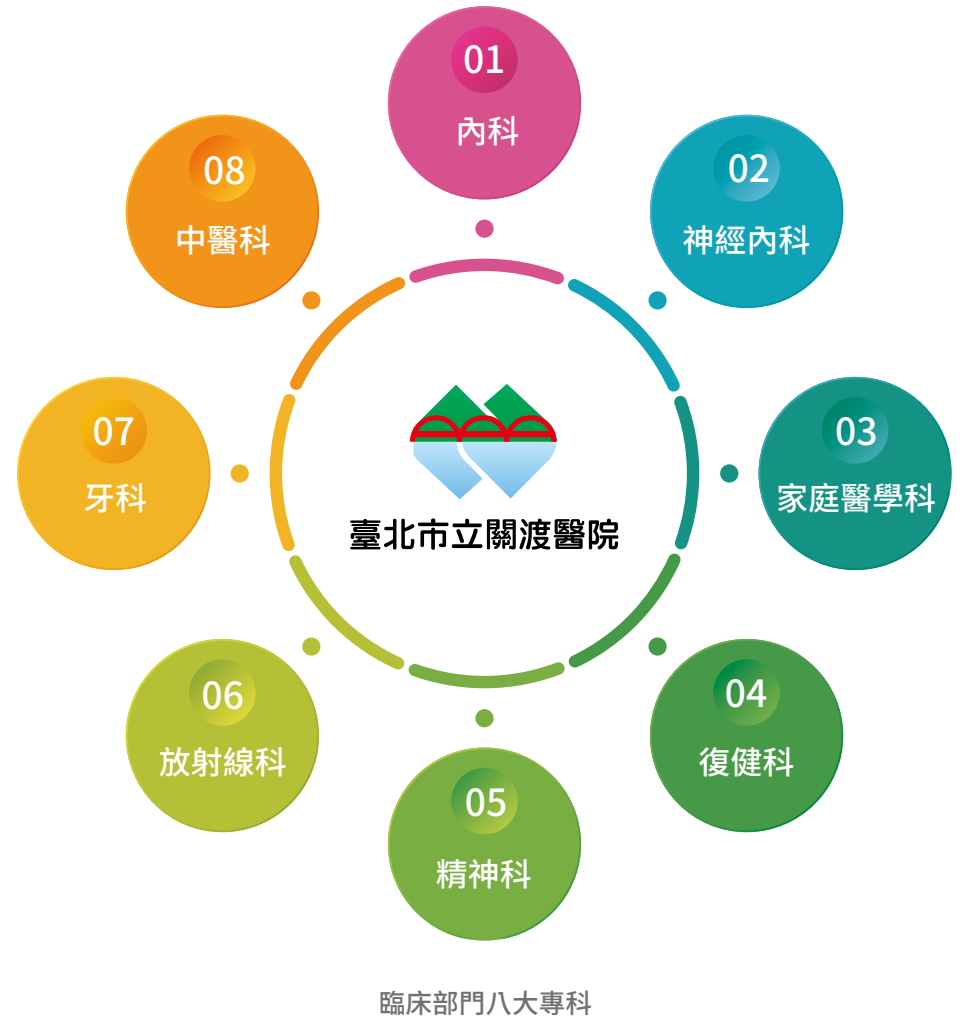 01
內科
02
神經內科
03
家庭醫學科
04
復健科
05
精神科
06
放射線科
07
牙科
08
中醫科
臺北市立關渡醫院
臨床部門八大專科